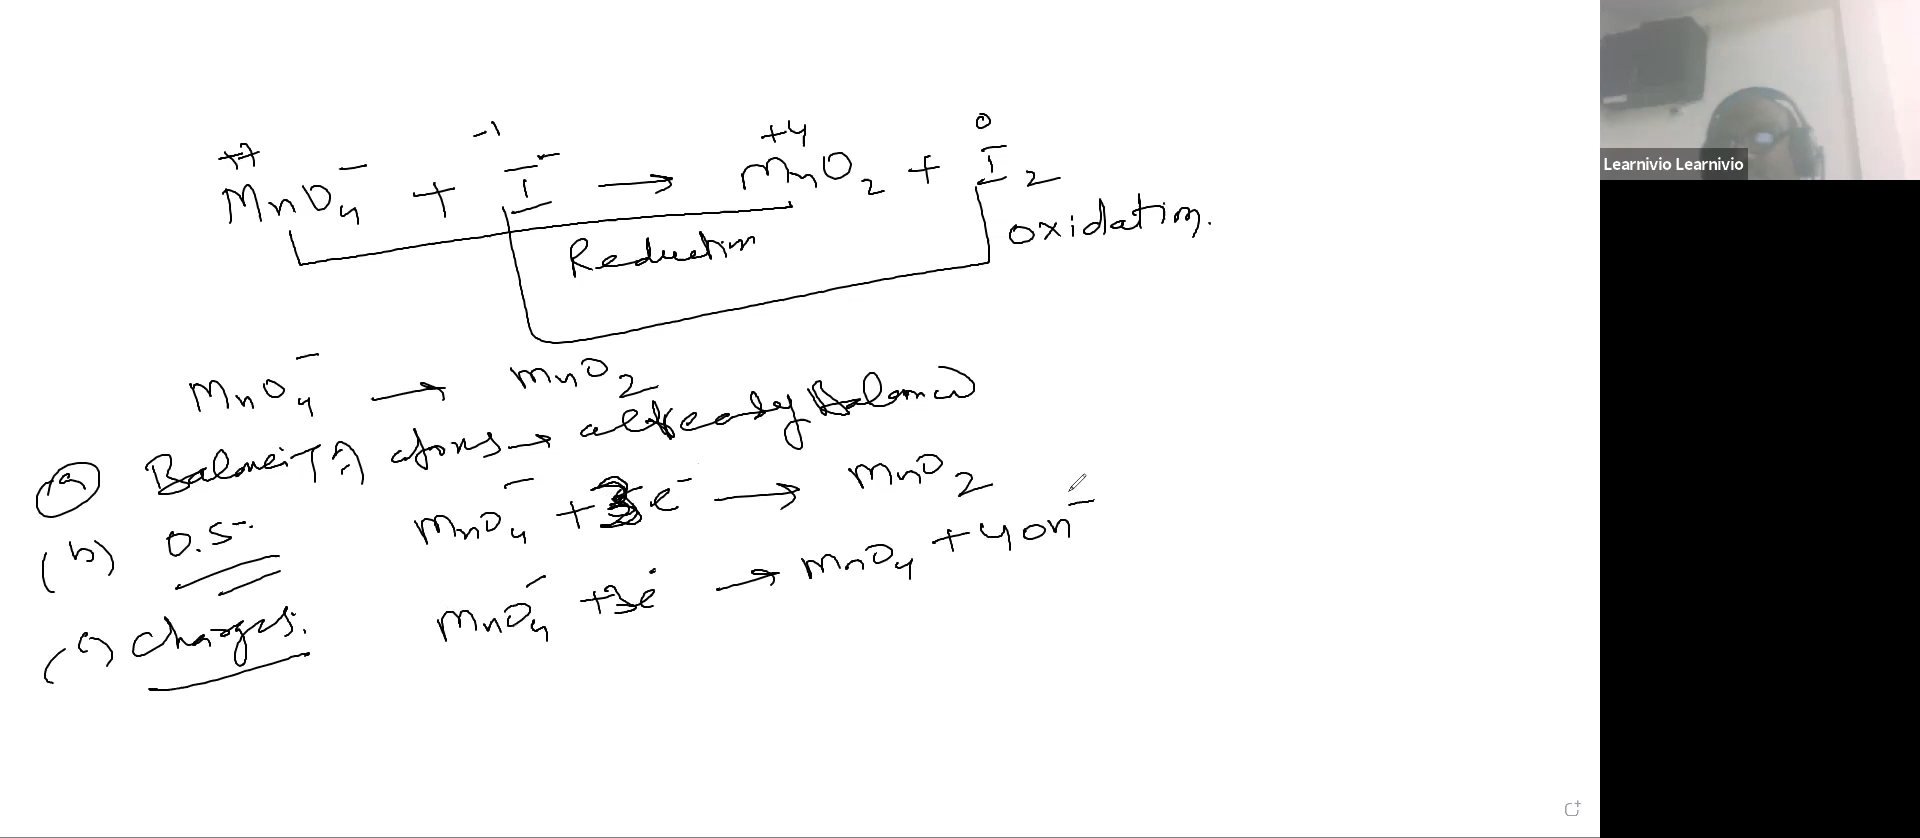 +7 -1 +4 0
MnO₄⁻ + I⁻ → MnO₂ + I₂
Reduction
oxidation.
MnO₄⁻ → MnO₂
(a) atoms → already Balanced
(b) O.S. MnO₄⁻ + 3e⁻ → MnO₂
(c) charges. MnO₄⁻ + 3e⁻ → MnO₄ + 4OH⁻
Learnivio Learnivio